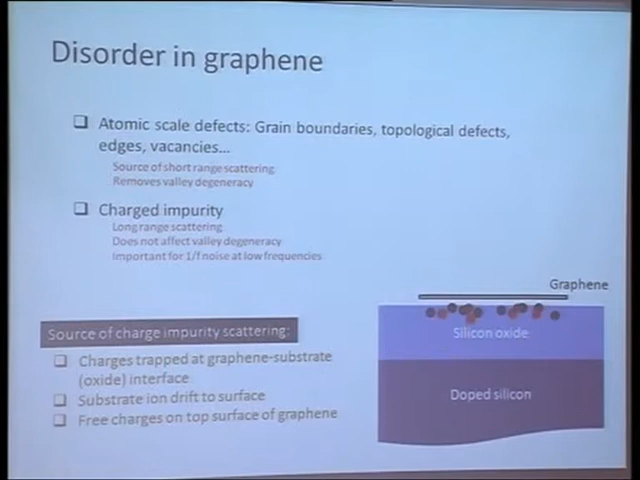 Disorder in graphene
❑ Atomic scale defects: Grain boundaries, topological defects,
edges, vacancies...
Source of short range scattering
Removes valley degeneracy
❑ Charged impurity
Long range scattering
Does not affect valley degeneracy
Important for 1/f noise at low frequencies
Graphene
Silicon oxide
Doped silicon
Source of charge impurity scattering:
❑ Charges trapped at graphene-substrate
(oxide) interface
❑ Substrate ion drift to surface
❑ Free charges on top surface of graphene